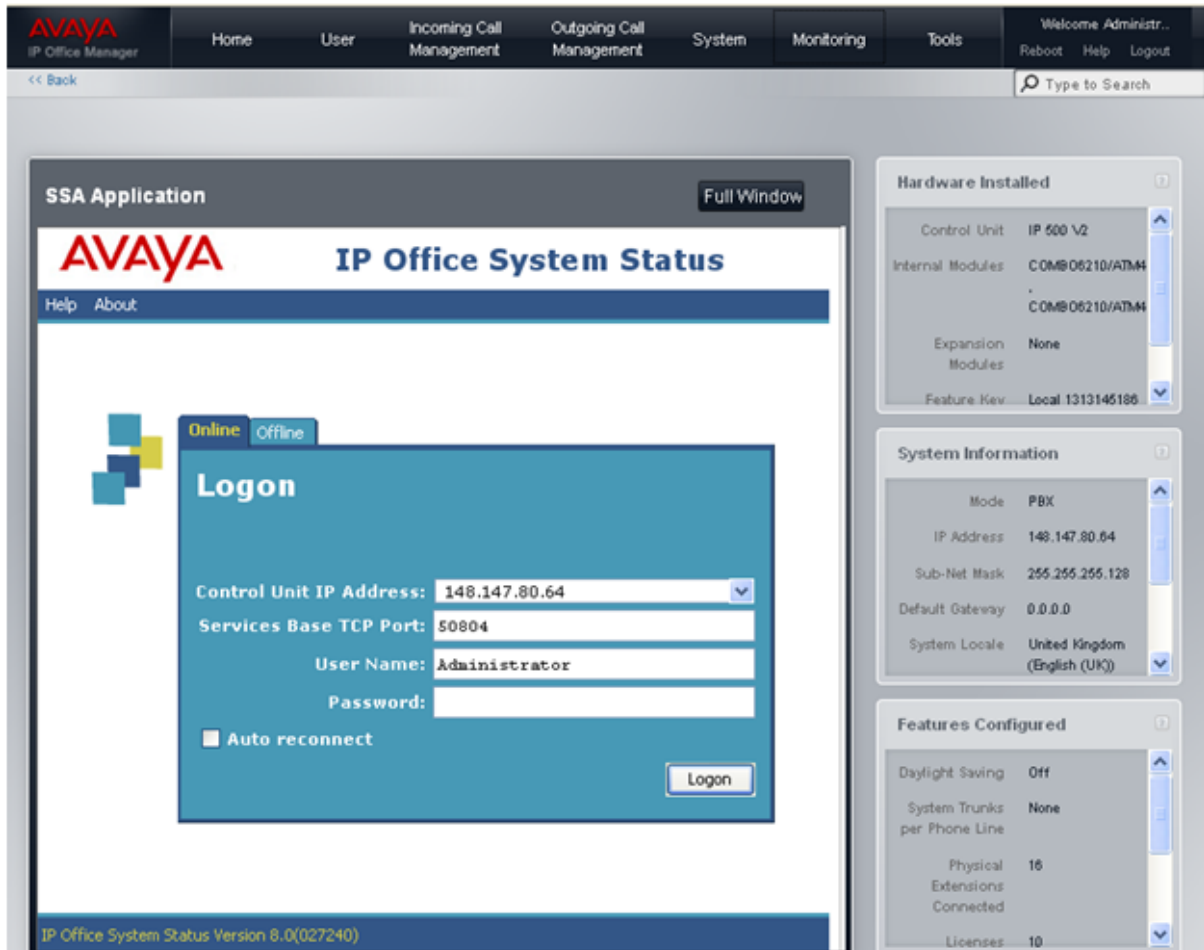 AVAYA
IP Office Manager
Home
User
Incoming Call
Management
Outgoing Call
Management
System
Monitoring
Tools
Welcome Administr..
Reboot Help Logout
<< Back
Type to Search
SSA Application
Full Window
AVAYA
IP Office System Status
Help About
Online Offline
Logon
Control Unit IP Address: 148.147.80.64
Services Base TCP Port: 50804
User Name: Administrator
Password:
Auto reconnect
Logon
IP Office System Status Version 8.0(027240)
Hardware Installed
Control Unit IP 500 V2
Internal Modules COMBO6210/ATM4
,
COMBO6210/ATM4
Expansion None
Modules
Feature Key Local 1313145186
System Information
Mode PBX
IP Address 148.147.80.64
Sub-Net Mask 255.255.255.128
Default Gateway 0.0.0.0
System Locale United Kingdom
(English (UK))
Features Configured
Daylight Saving Off
System Trunks None
per Phone Line
Physical 16
Extensions
Connected
Licenses 10